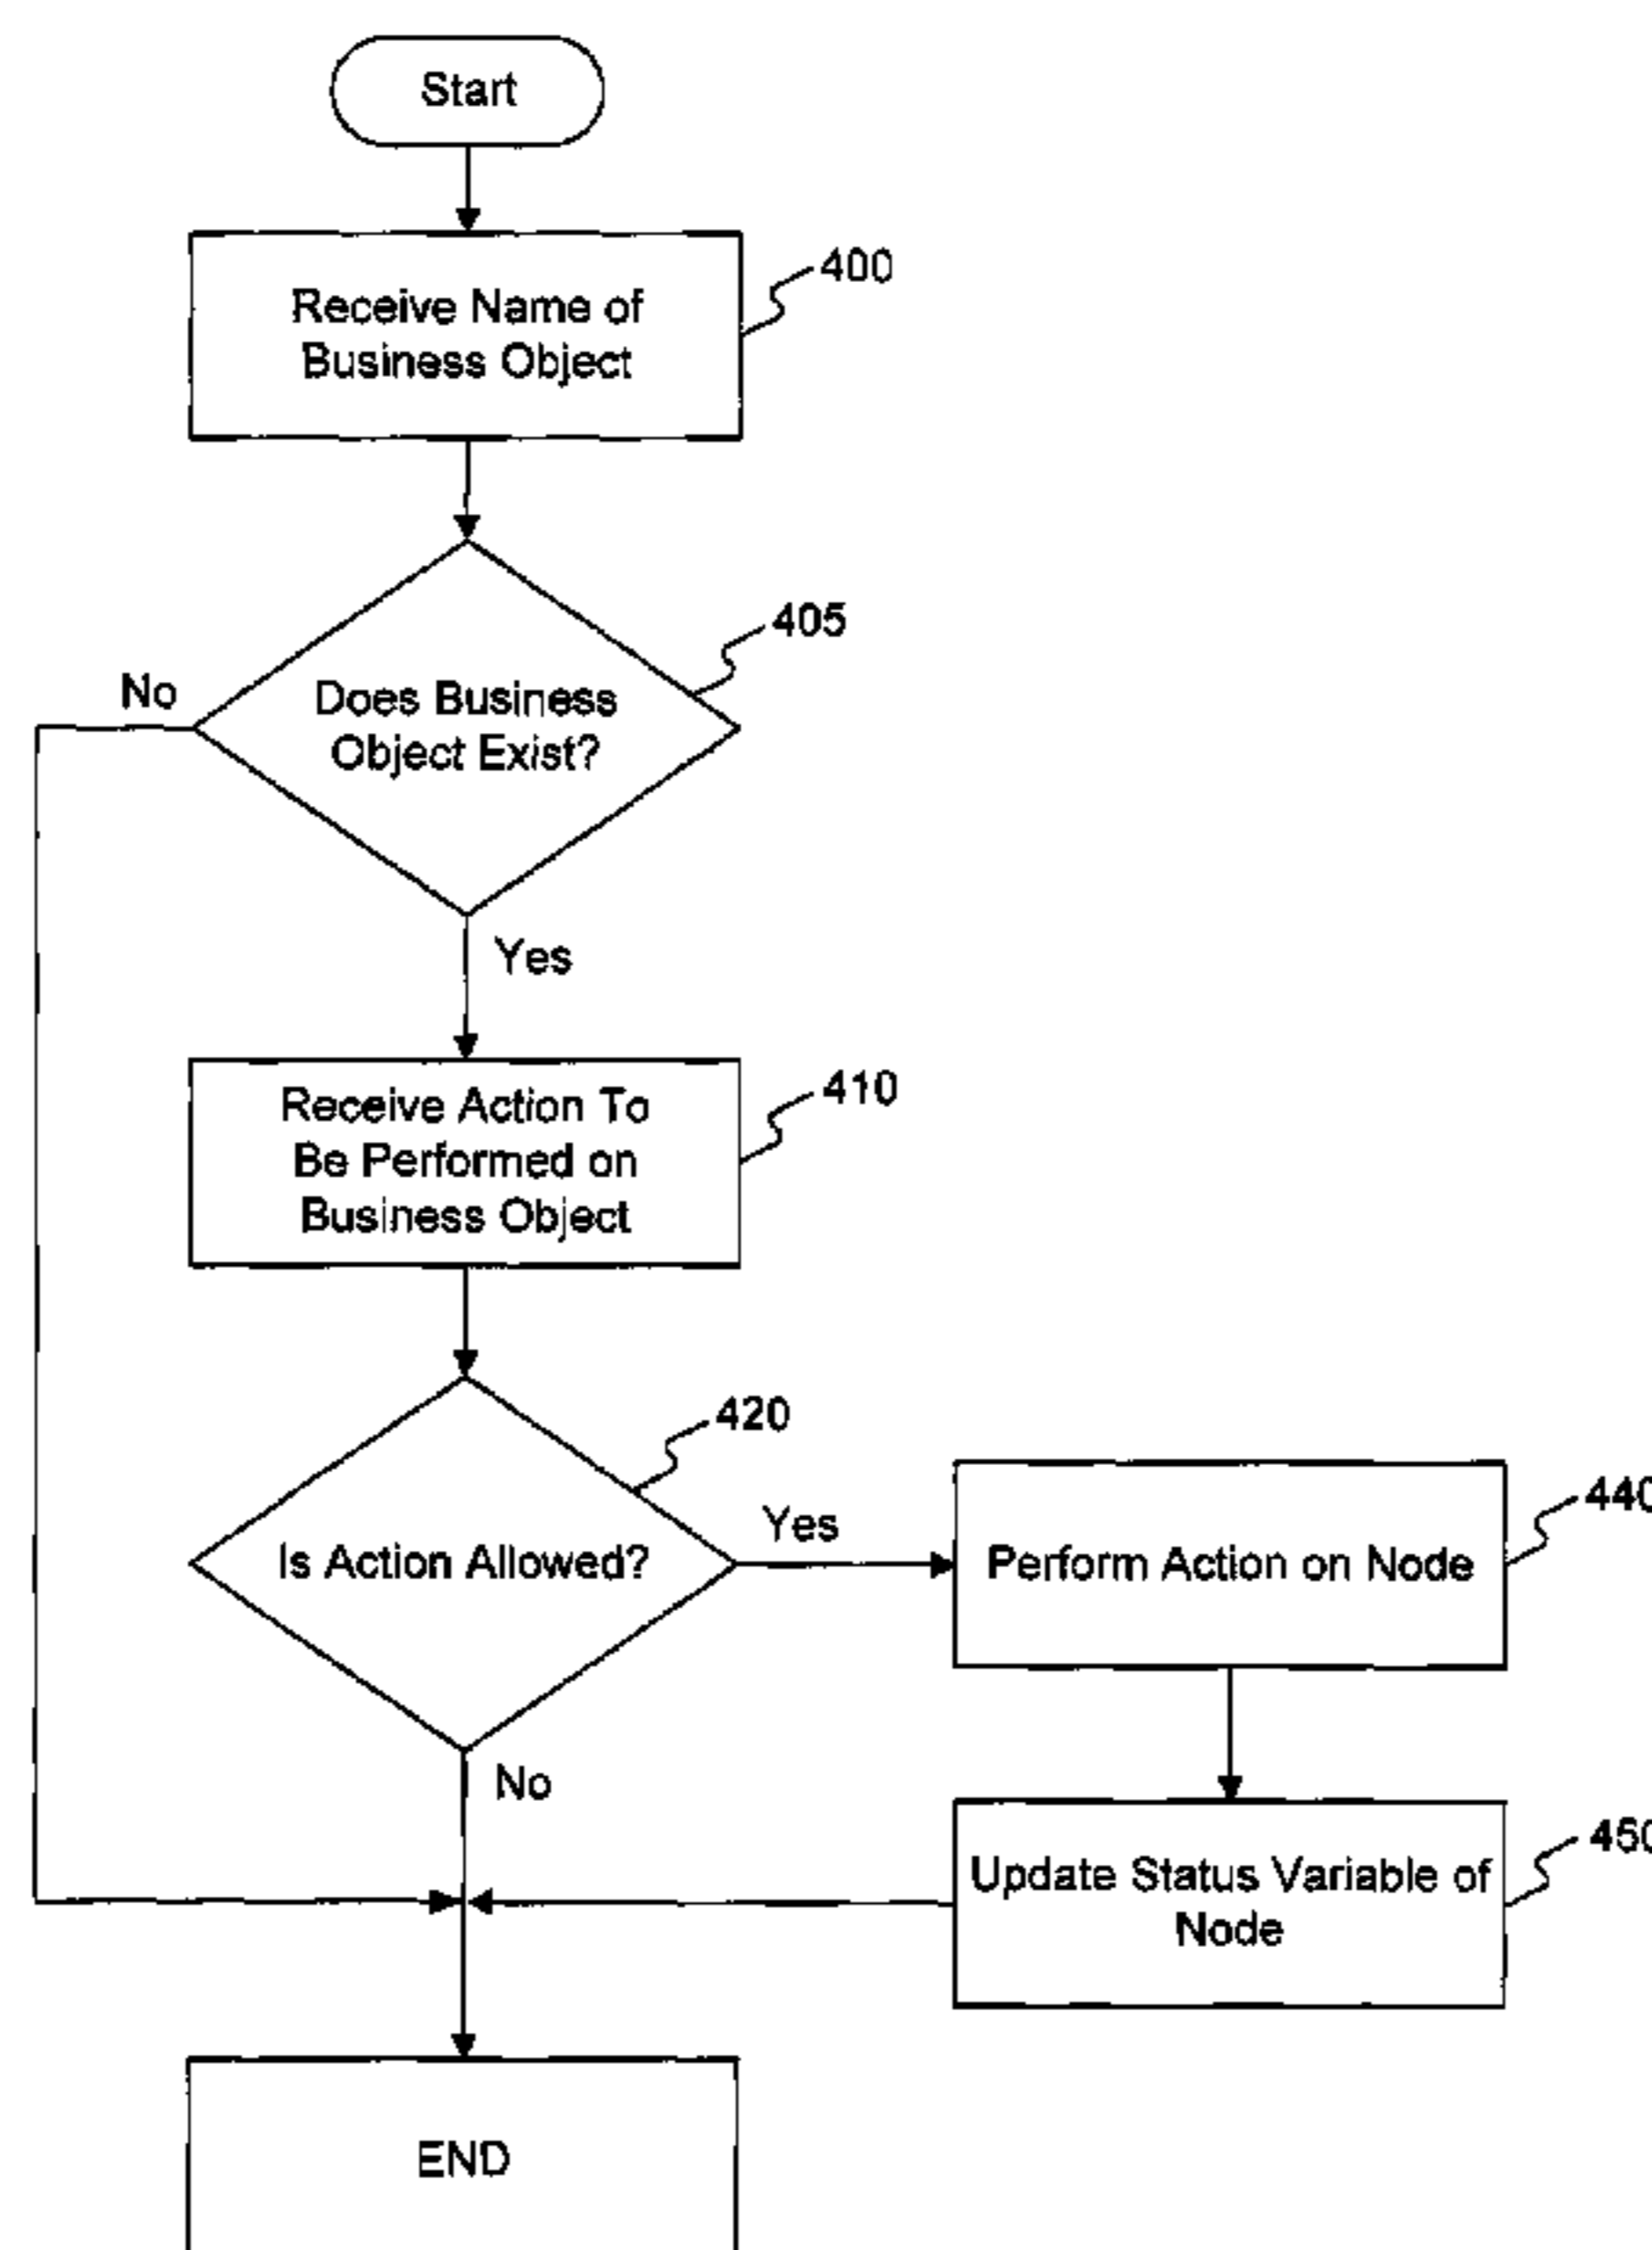 Start
Receive Name of
Business Object
400
405
No
Does Business
Object Exist?
Yes
Receive Action To
Be Performed on
Business Object
410
420
Is Action Allowed?
Yes
Perform Action on Node
440
No
Update Status Variable of
Node
450
END